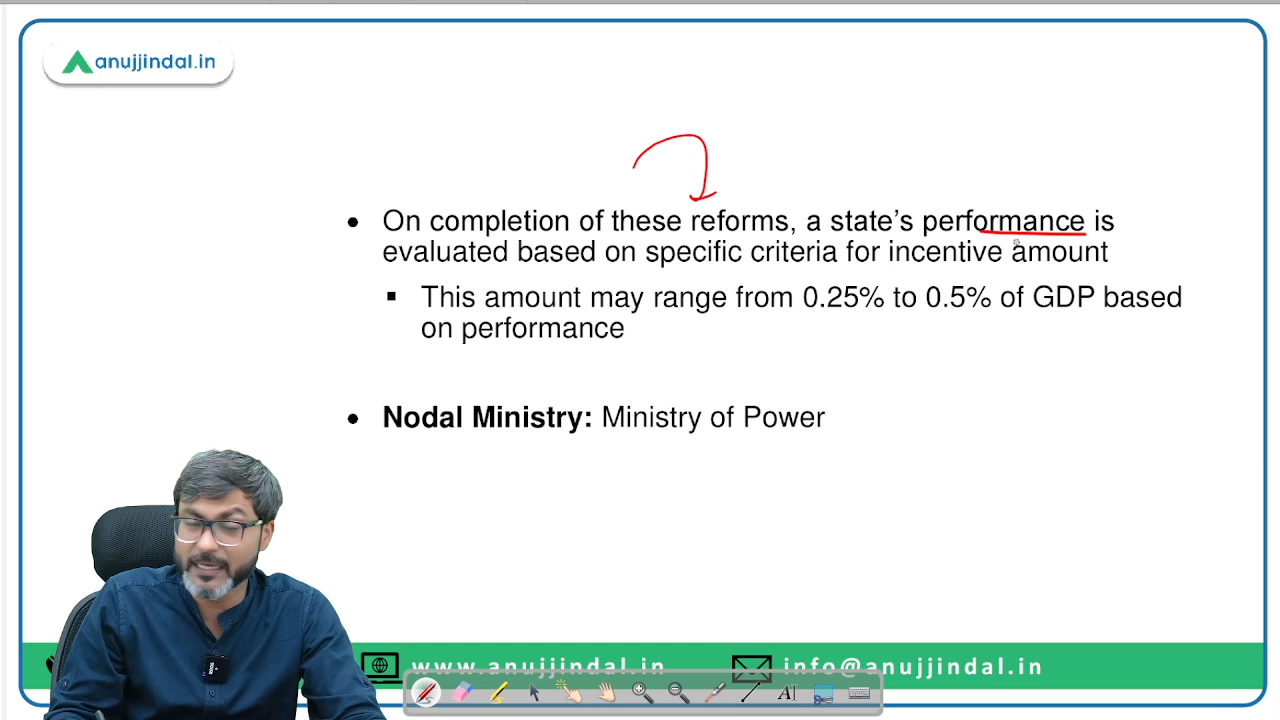 anujjindal.in
• On completion of these reforms, a state’s performance is
evaluated based on specific criteria for incentive amount
▪ This amount may range from 0.25% to 0.5% of GDP based
on performance
• Nodal Ministry: Ministry of Power
www.anujjindal.in info@anujjindal.in